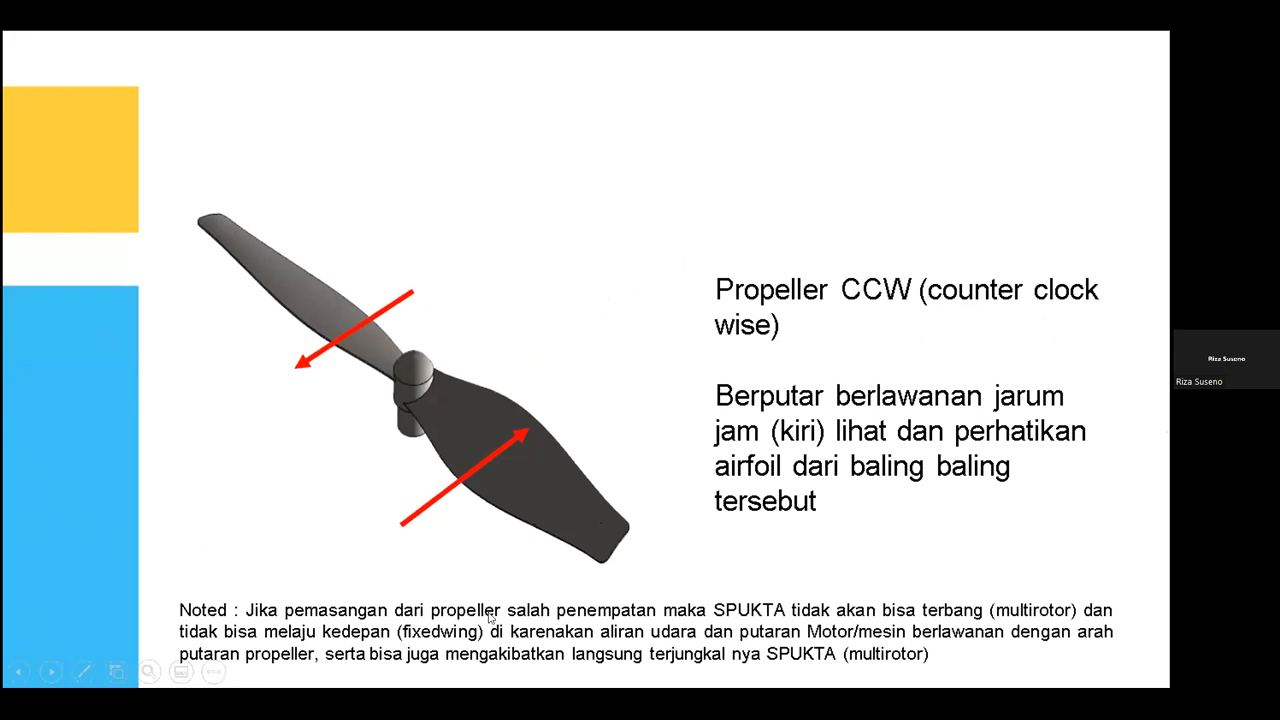 Propeller CCW (counter clock
wise)
Berputar berlawanan jarum
jam (kiri) lihat dan perhatikan
airfoil dari baling baling
tersebut
Noted : Jika pemasangan dari propeller salah penempatan maka SPUKTA tidak akan bisa terbang (multirotor) dan
tidak bisa melaju kedepan (fixedwing) di karenakan aliran udara dan putaran Motor/mesin berlawanan dengan arah
putaran propeller, serta bisa juga mengakibatkan langsung terjungkal nya SPUKTA (multirotor)
Riza Suseno
Riza Suseno